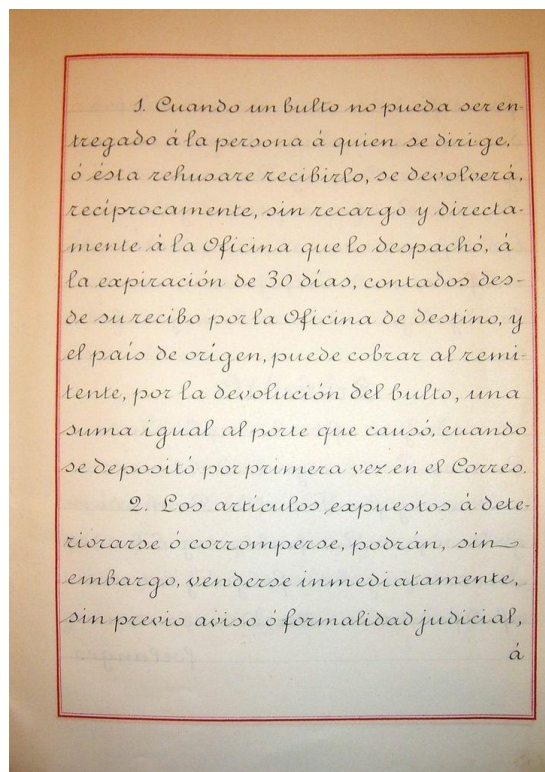 1. Cuando un bulto no pueda ser en-
tregado á la persona á quien se dirige,
ó ésta rehusare recibirlo, se devolverá,
recíprocamente, sin recargo y directa-
mente á la Oficina que lo despachó, á
la expiración de 30 días, contados des-
de su recibo por la Oficina de destino, y
el país de orígen, puede cobrar al remi-
tente, por la devolución del bulto, una
suma igual al porte que causó, cuando
se depositó por primera vez en el Correo.
2. Los artículos expuestos á dete-
riorarse ó corromperse, podrán, sin
embargo, venderse inmediatamente,
sin previo aviso ó formalidad judicial,
á